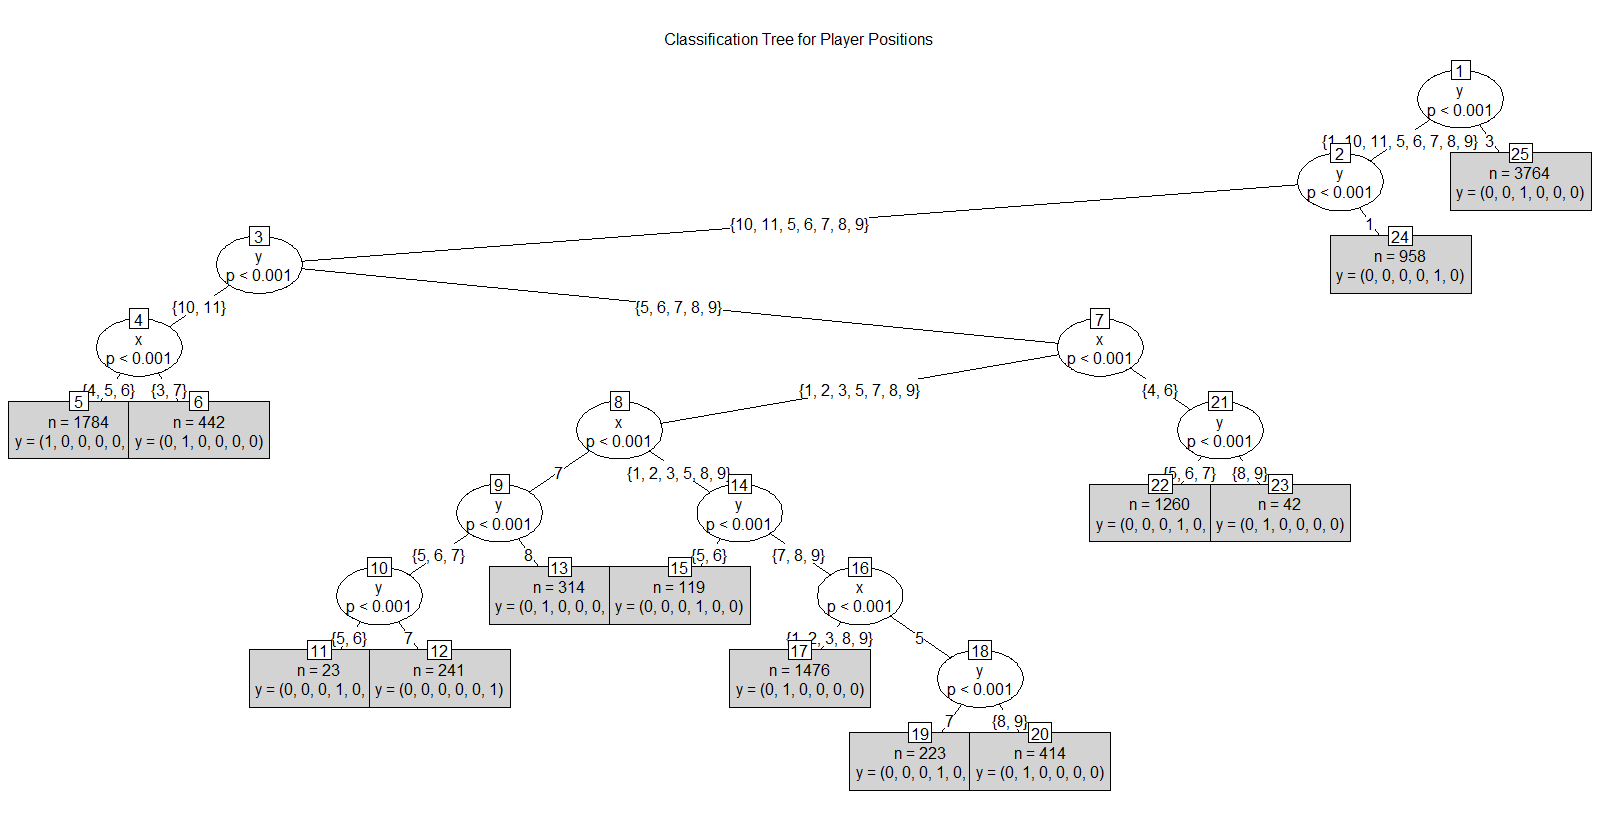 Classification Tree for Player Positions
1
y
p < 0.001
{1, 10, 11, 5, 6, 7, 8, 9}
3
2
y
p < 0.001
25
n = 3764
y = (0, 0, 1, 0, 0, 0)
{10, 11, 5, 6, 7, 8, 9}
1
3
y
p < 0.001
24
n = 958
y = (0, 0, 0, 0, 1, 0)
{10, 11}
{5, 6, 7, 8, 9}
4
x
p < 0.001
7
x
p < 0.001
{4, 5, 6}
{3, 7}
{1, 2, 3, 5, 7, 8, 9}
{4, 6}
5
n = 1784
y = (1, 0, 0, 0, 0,
6
n = 442
y = (0, 1, 0, 0, 0, 0)
8
x
p < 0.001
21
y
p < 0.001
7
{1, 2, 3, 5, 8, 9}
{5, 6, 7}
{8, 9}
9
y
p < 0.001
14
y
p < 0.001
22
n = 1260
y = (0, 0, 0, 1, 0,
23
n = 42
y = (0, 1, 0, 0, 0, 0)
{5, 6, 7}
8
{5, 6}
{7, 8, 9}
10
y
p < 0.001
13
n = 314
y = (0, 1, 0, 0, 0,
15
n = 119
y = (0, 0, 0, 1, 0, 0)
16
x
p < 0.001
{5, 6}
7
{1, 2, 3, 8, 9}
5
11
n = 23
y = (0, 0, 0, 1, 0,
12
n = 241
y = (0, 0, 0, 0, 0, 1)
17
n = 1476
y = (0, 1, 0, 0, 0, 0)
18
y
p < 0.001
7
{8, 9}
19
n = 223
y = (0, 0, 0, 1, 0,
20
n = 414
y = (0, 1, 0, 0, 0, 0)